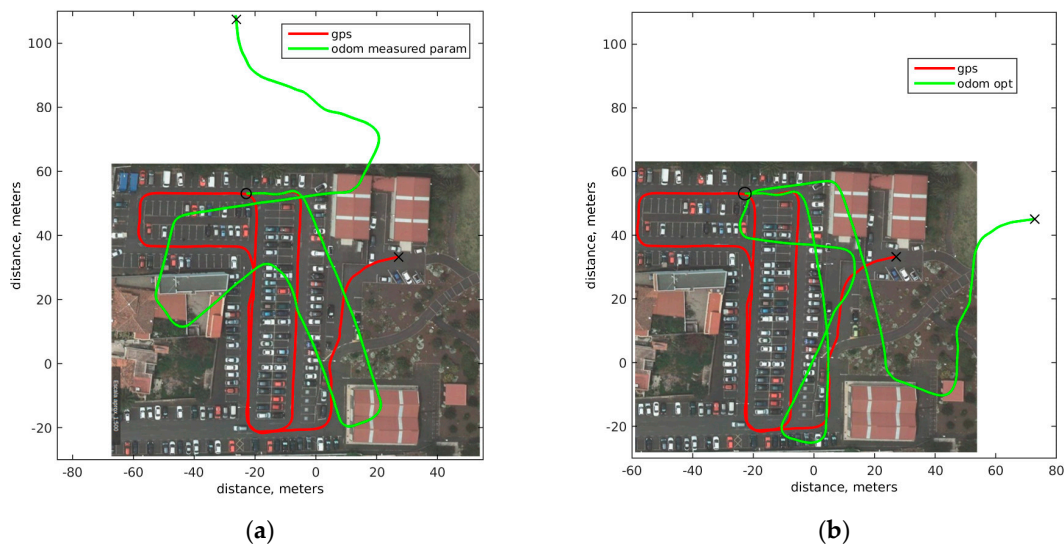 gps
odom measured param
100
80
60
40
20
0
-20
distance, meters
-80 -60 -40 -20 0 20 40
distance, meters
(a)
gps
odom opt
100
80
60
40
20
0
-20
distance, meters
-60 -40 -20 0 20 40 60 80
distance, meters
(b)